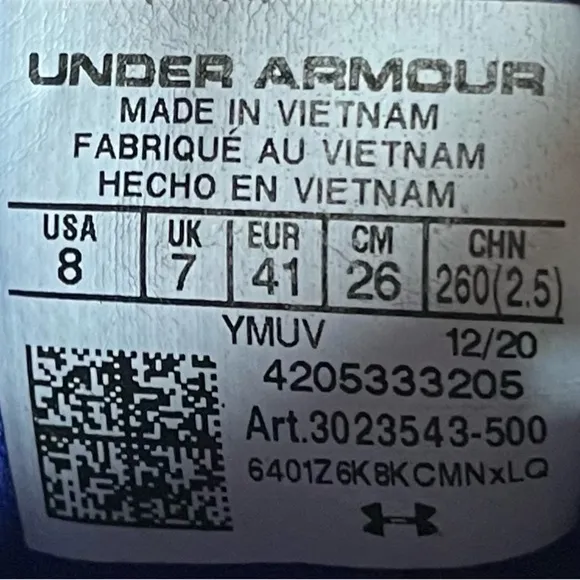 UNDER ARMOUR
MADE IN VIETNAM
FABRIQUÉ AU VIETNAM
HECHO EN VIETNAM
USA UK EUR CM CHN
8 7 41 26 260(2.5)
YMUV 12/20
4205333205
Art.3023543-500
6401Z6K8KCMNxLQ